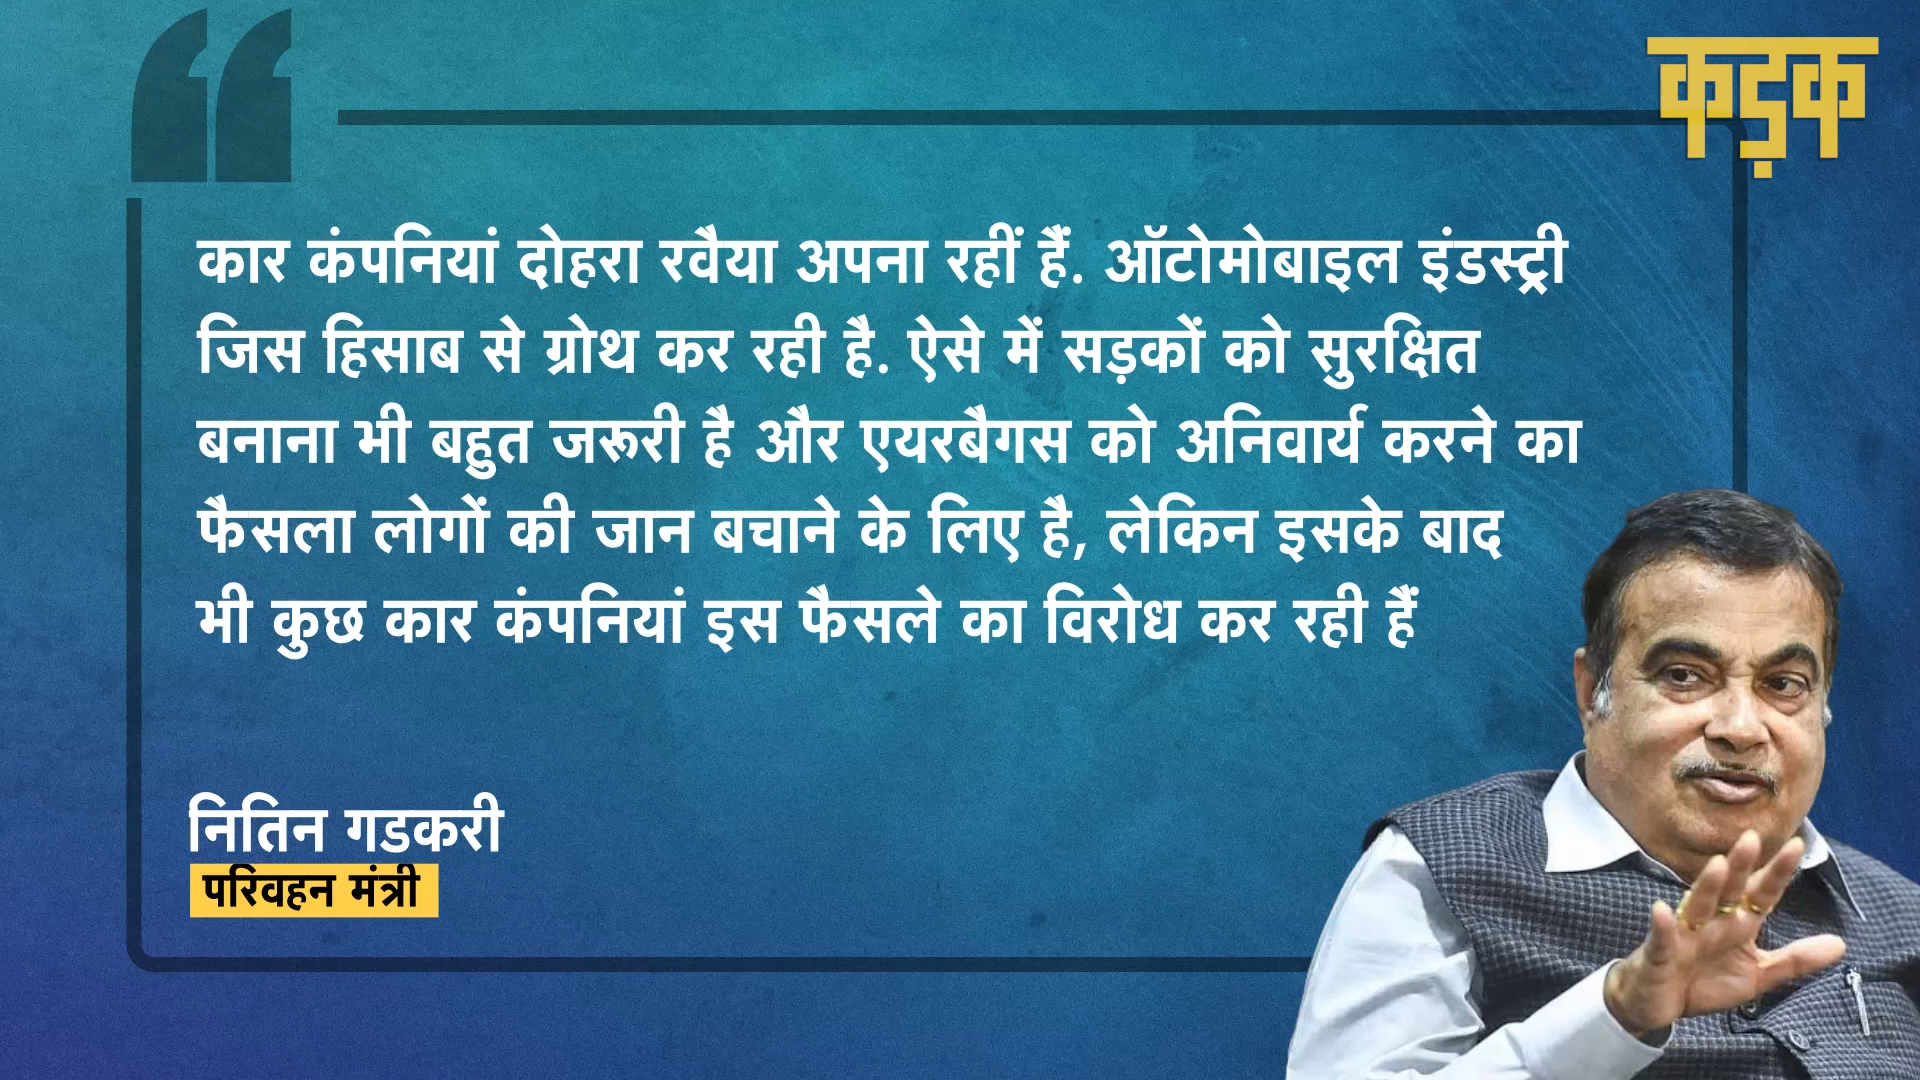 कड़क
कार कंपनियां दोहरा रवैया अपना रहीं हैं. ऑटोमोबाइल इंडस्ट्री
जिस हिसाब से ग्रोथ कर रही है. ऐसे में सड़कों को सुरक्षित
बनाना भी बहुत जरूरी है और एयरबैगस को अनिवार्य करने का
फैसला लोगों की जान बचाने के लिए है, लेकिन इसके बाद
भी कुछ कार कंपनियां इस फैसले का विरोध कर रही हैं
नितिन गडकरी
परिवहन मंत्री